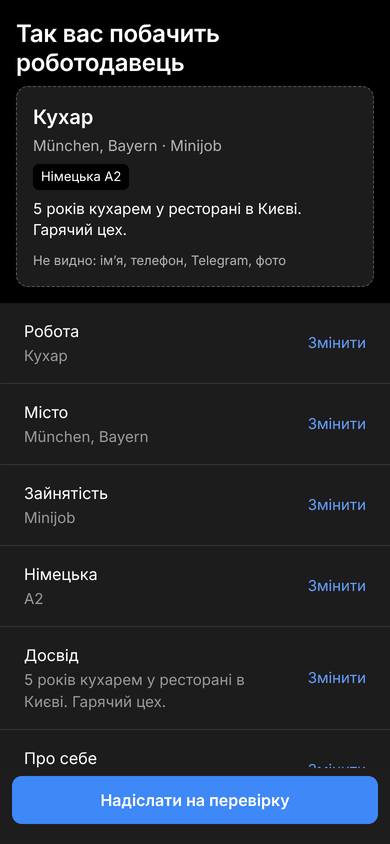 Так вас побачить
роботодавець
Кухар
München, Bayern · Minijob
Німецька A2
5 років кухарем у ресторані в Києві.
Гарячий цех.
Не видно: ім’я, телефон, Telegram, фото
Робота
Кухар
Змінити
Місто
München, Bayern
Змінити
Зайнятість
Minijob
Змінити
Німецька
A2
Змінити
Досвід
5 років кухарем у ресторані в
Києві. Гарячий цех.
Змінити
Про себе
Змінити
Надіслати на перевірку